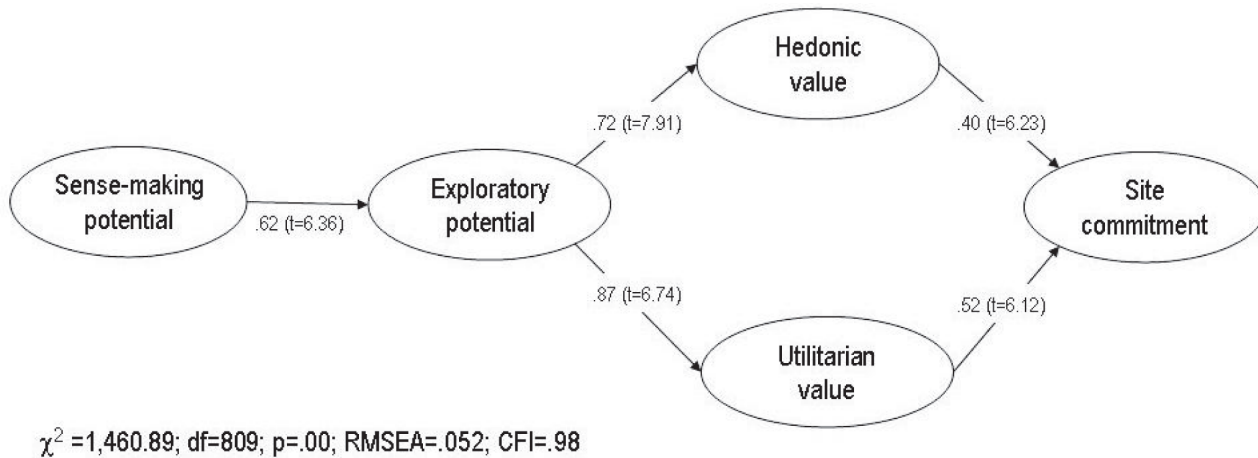 Hedonic
value
.72 (t=7.91)
.40 (t=6.23)
Sense-making
potential
Exploratory
potential
Site
commitment
.62 (t=6.36)
.87 (t=6.74)
.52 (t=6.12)
Utilitarian
value
χ² =1,460.89; df=809; p=.00; RMSEA=.052; CFI=.98